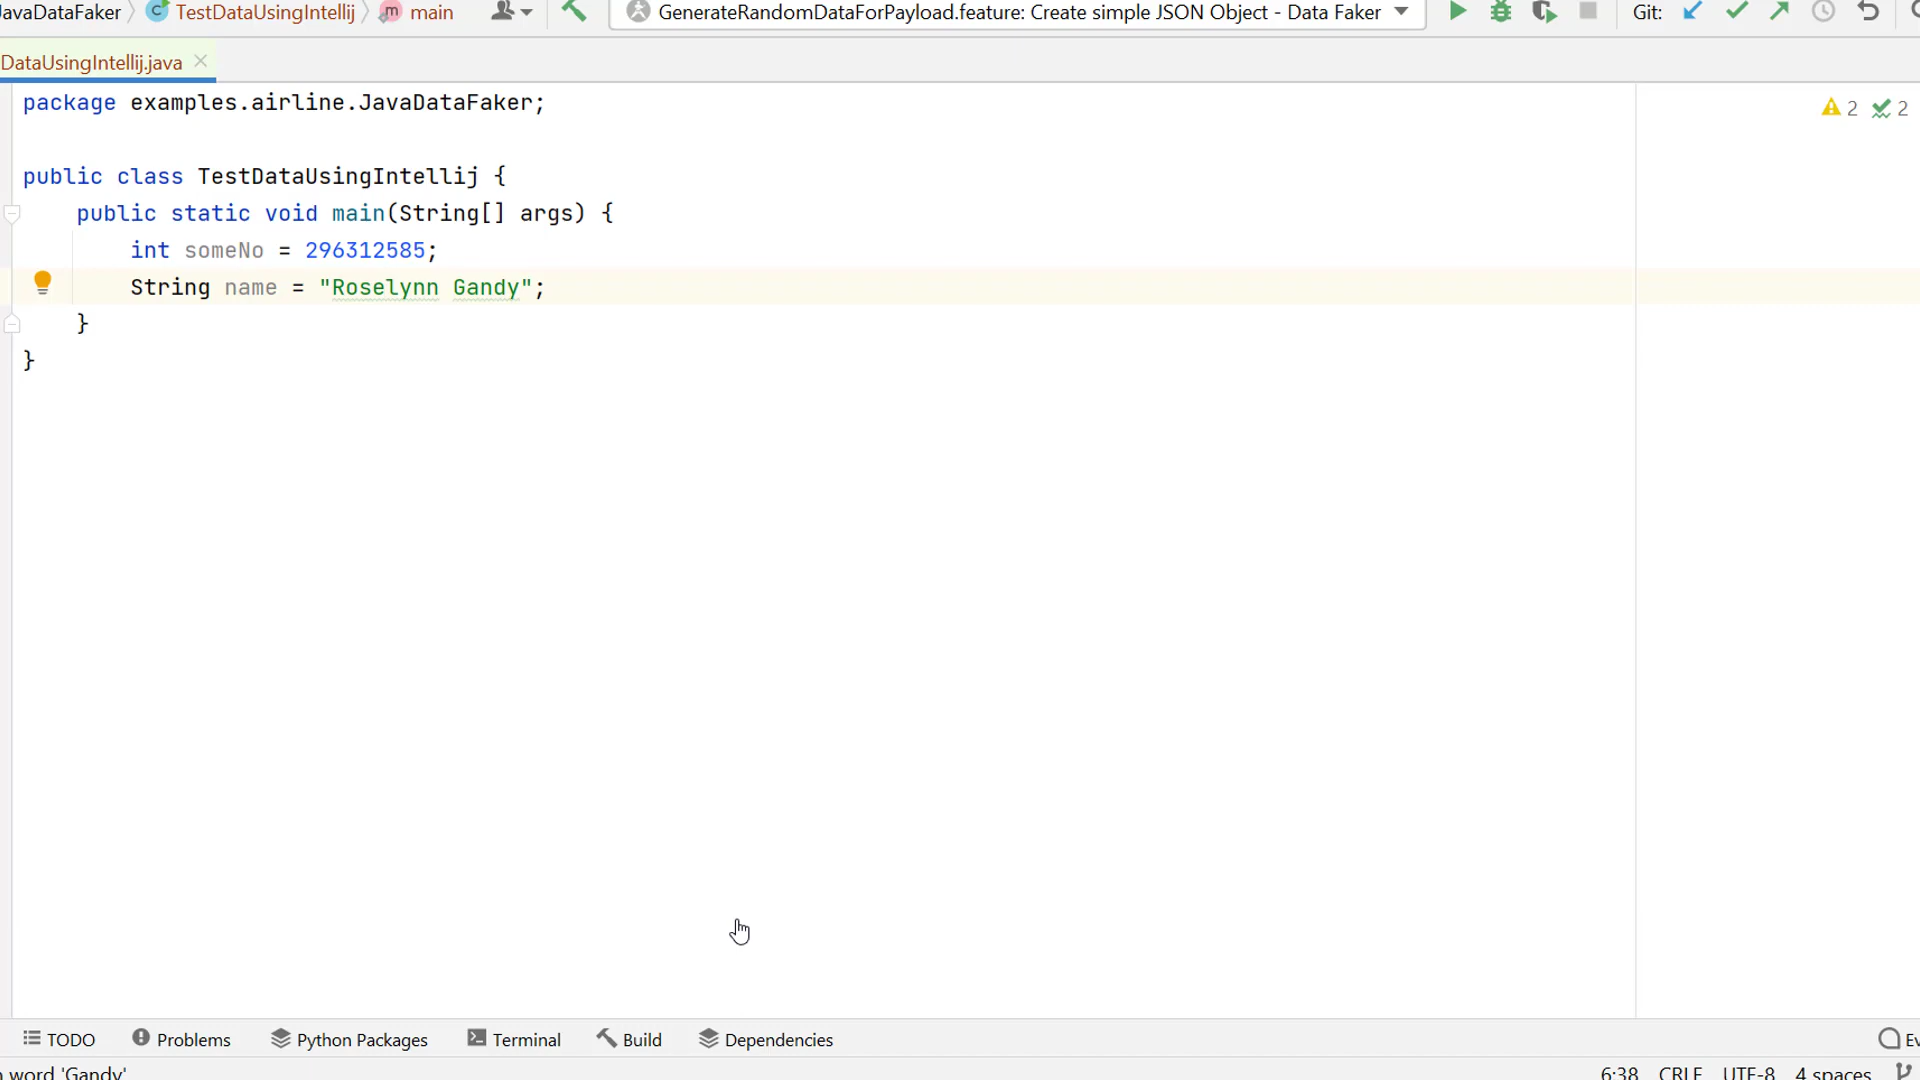 JavaDataFaker TestDataUsingIntellij main GenerateRandomDataForPayload.feature: Create simple JSON Object - Data Faker Git:
DataUsingIntellij.java
package examples.airline.JavaDataFaker;
2 2
public class TestDataUsingIntellij {
public static void main(String[] args) {
int someNo = 296312585;
String name = "Roselynn Gandy";
}
}
TODO Problems Python Packages Terminal Build Dependencies Ev
word 'Gandy' 6:38 CRLF UTF-8 4 spaces